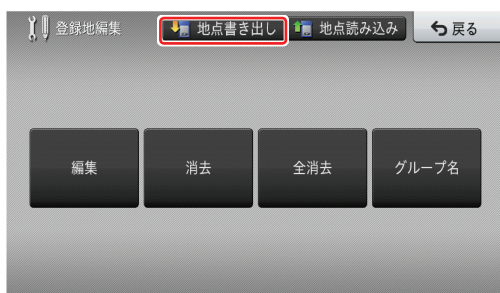 登録地編集
地点書き出し
地点読み込み
戻る
編集
消去
全消去
グループ名